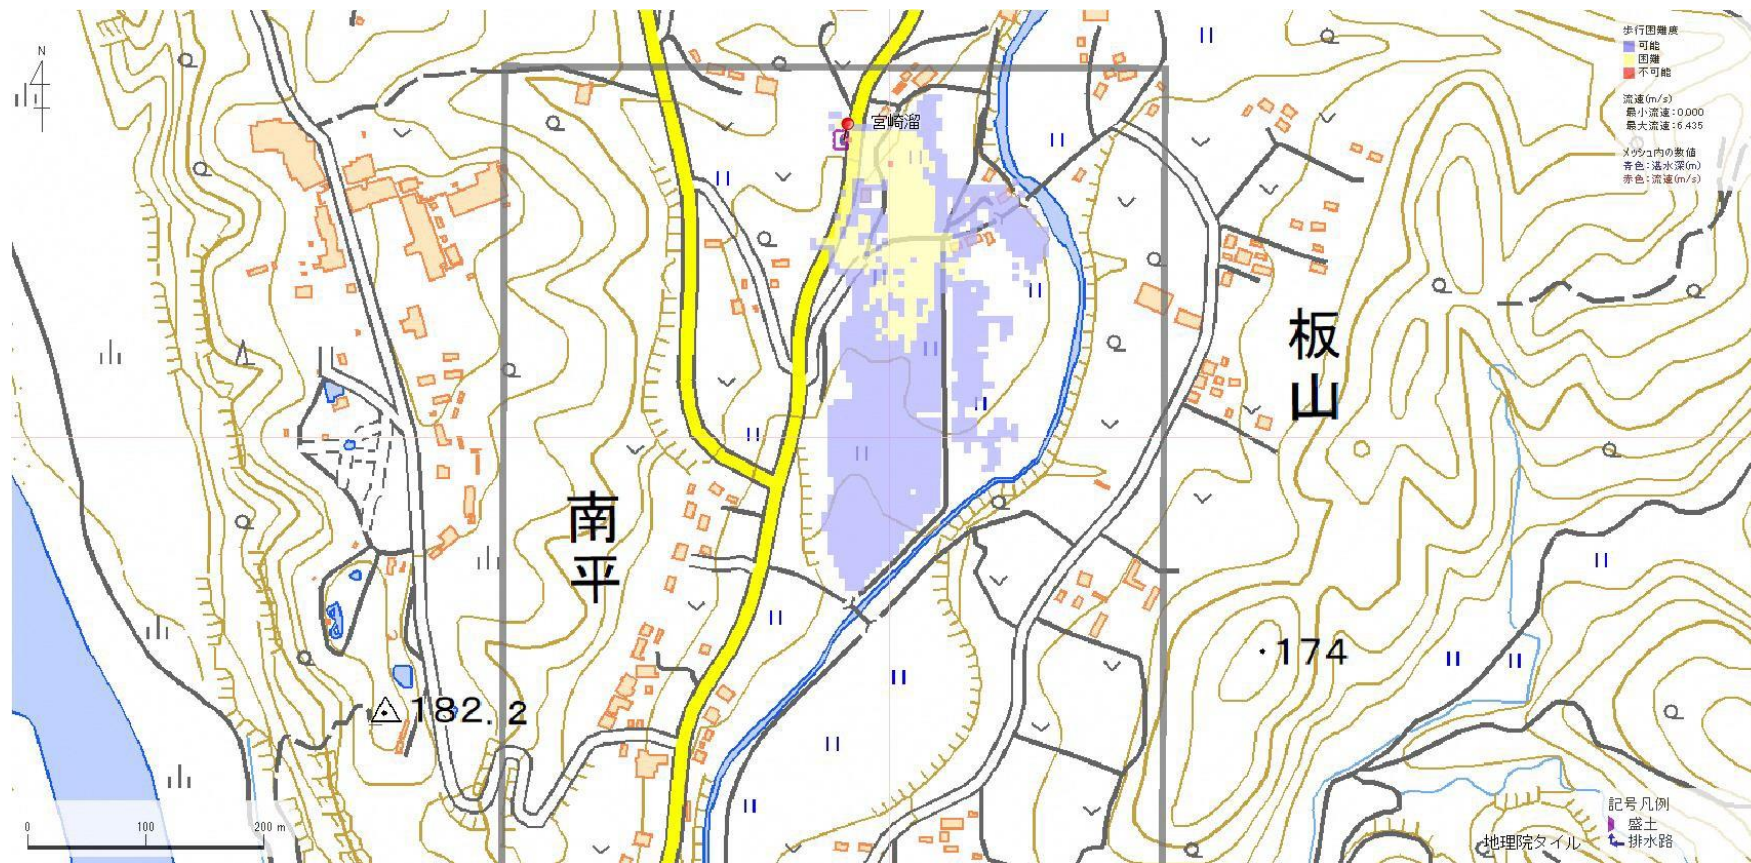 N
歩行困難度
可能
困難
不可能
流速(m/s)
最小流速:0.000
最大流速:6.435
メッシュ内の数値
青色:湛水深(m)
赤色:流速(m/s)
宮崎溜
板山
南平
174
182.2
0 100 200 m
記号凡例
盛土
排水路
地理院タイル